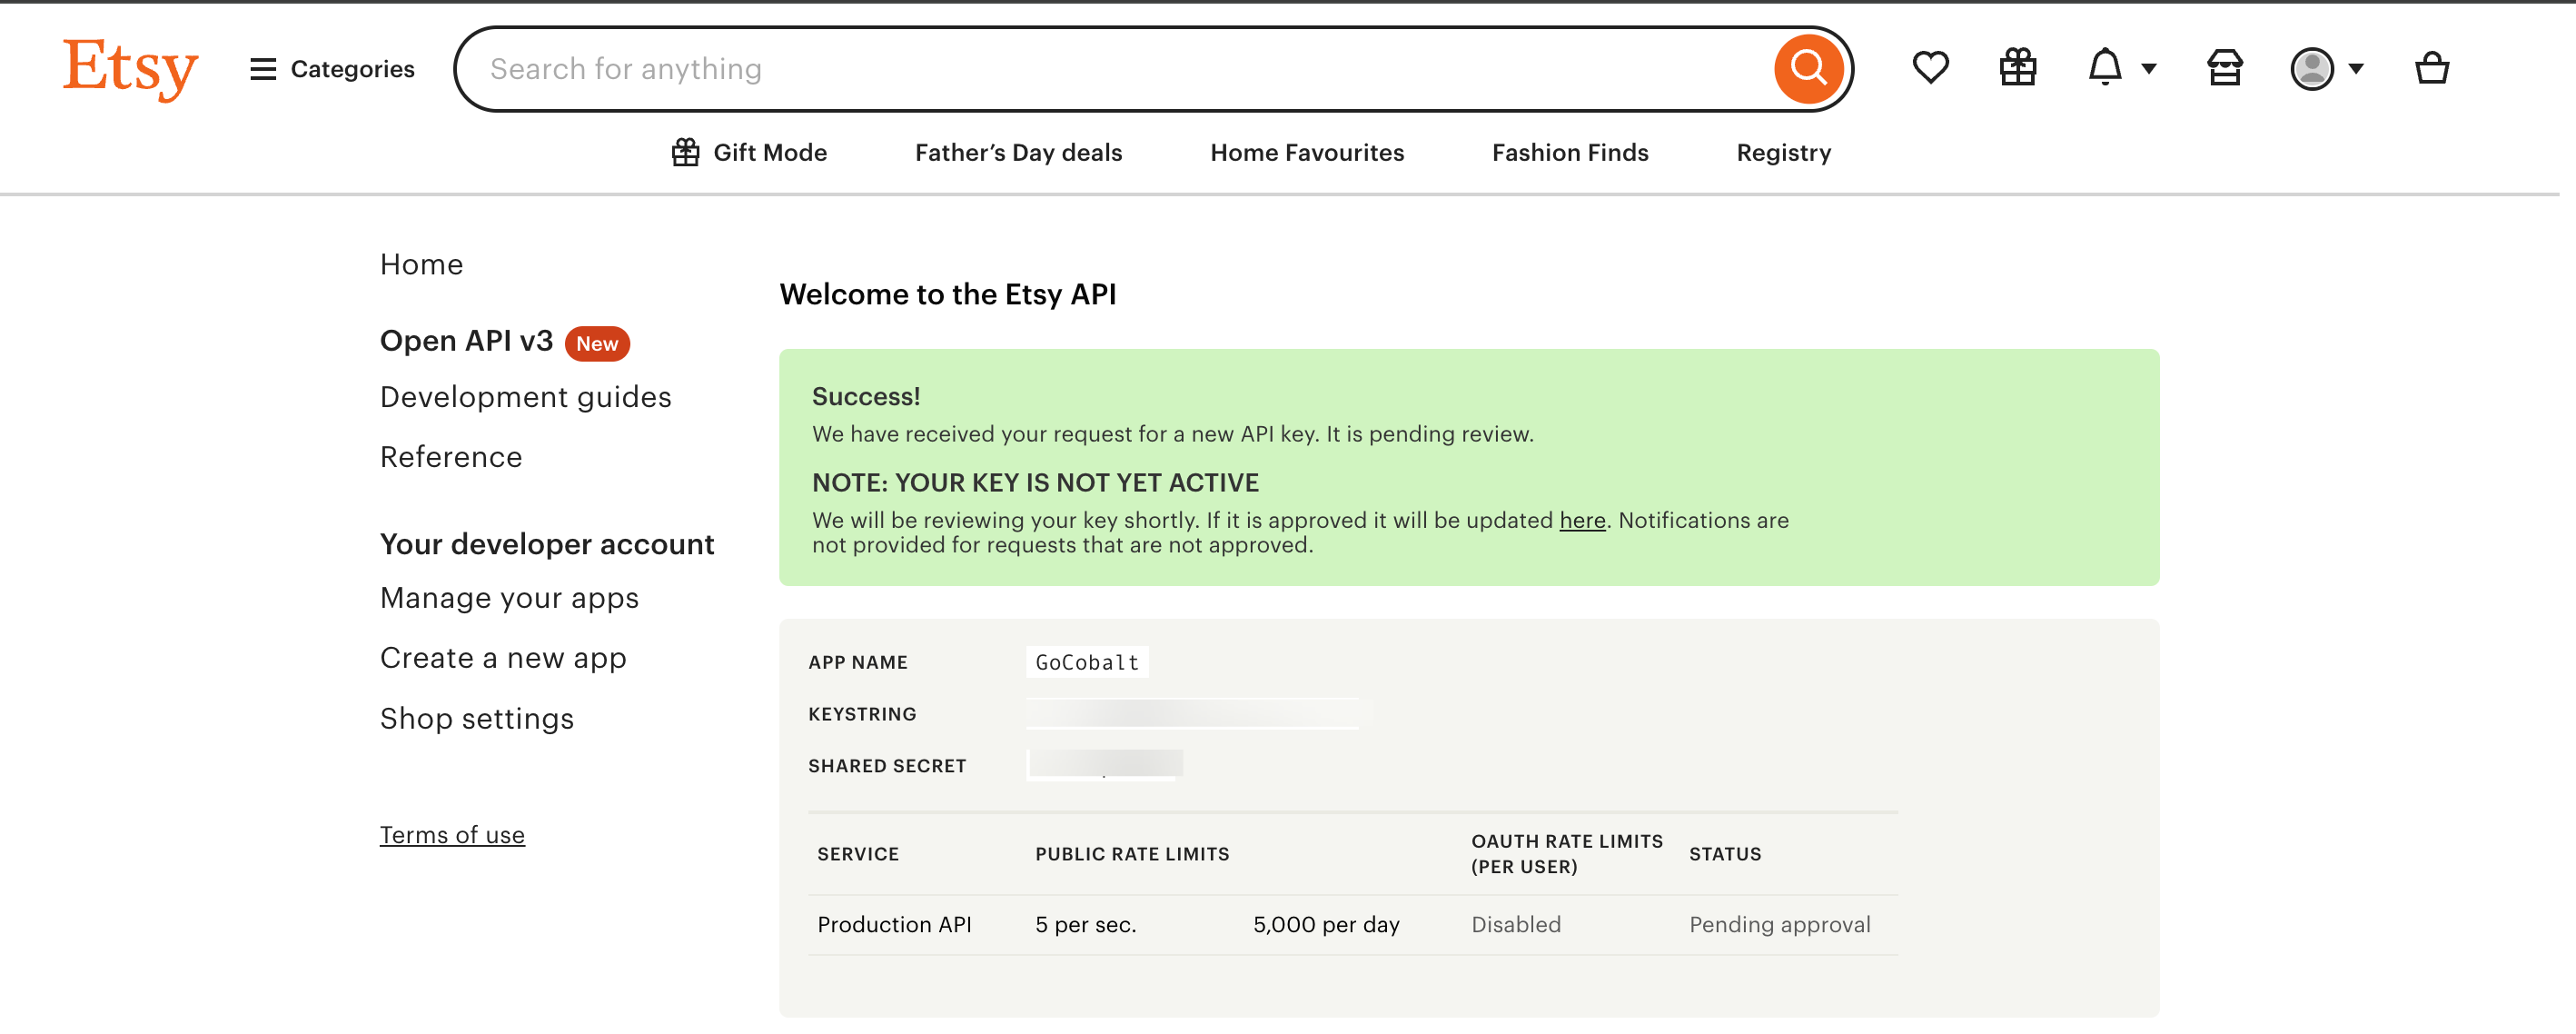 Etsy
Categories
Search for anything
Gift Mode
Father’s Day deals
Home Favourites
Fashion Finds
Registry
Home
Open API v3 New
Development guides
Reference
Your developer account
Manage your apps
Create a new app
Shop settings
Terms of use
Welcome to the Etsy API
Success!
We have received your request for a new API key. It is pending review.
NOTE: YOUR KEY IS NOT YET ACTIVE
We will be reviewing your key shortly. If it is approved it will be updated here. Notifications are
not provided for requests that are not approved.
APP NAME GoCobalt
KEYSTRING
SHARED SECRET
SERVICE PUBLIC RATE LIMITS OAUTH RATE LIMITS (PER USER) STATUS
Production API 5 per sec. 5,000 per day Disabled Pending approval